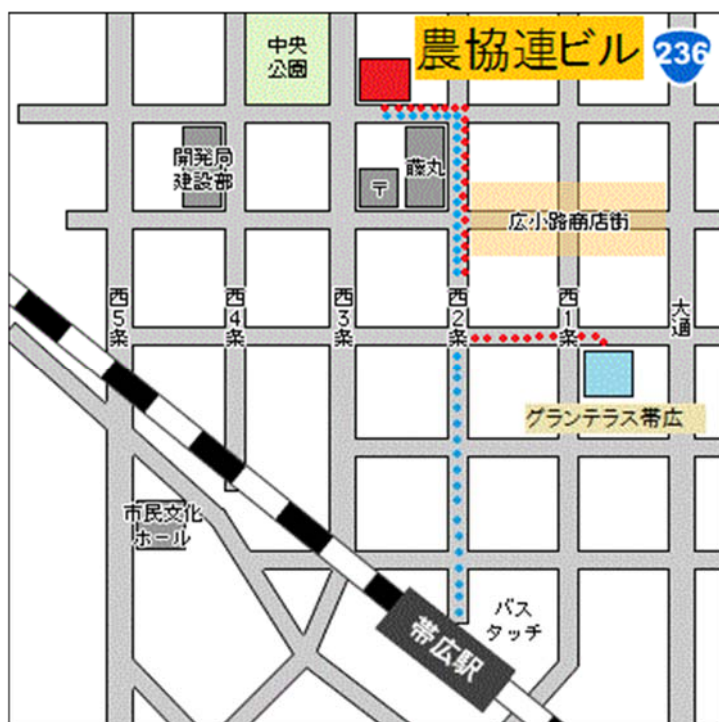 中央
公園
農協連ビル
236
開発局
建設部
〒
藤丸
広小路商店街
西5条
西4条
西3条
西2条
西1条
大通
グランテラス帯広
市民文化
ホール
バス
タッチ
帯広駅